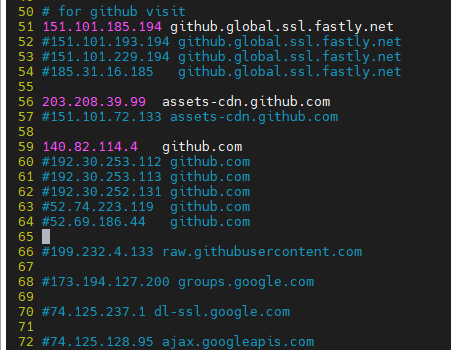 50 # for github visit
51 151.101.185.194 github.global.ssl.fastly.net
52 #151.101.193.194 github.global.ssl.fastly.net
53 #151.101.229.194 github.global.ssl.fastly.net
54 #185.31.16.185   github.global.ssl.fastly.net
55
56 203.208.39.99  assets-cdn.github.com
57 #151.101.72.133 assets-cdn.github.com
58
59 140.82.114.4   github.com
60 #192.30.253.112 github.com
61 #192.30.253.113 github.com
62 #192.30.252.131 github.com
63 #52.74.223.119  github.com
64 #52.69.186.44   github.com
65
66 #199.232.4.133 raw.githubusercontent.com
67
68 #173.194.127.200 groups.google.com
69
70 #74.125.237.1 dl-ssl.google.com
71
72 #74.125.128.95 ajax.googleapis.com